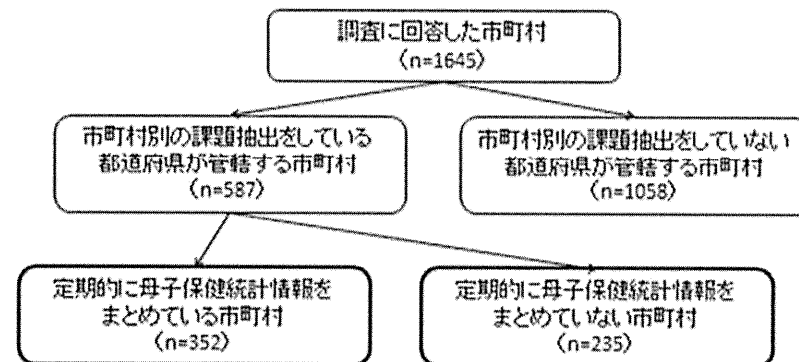 調査に回答した市町村
（n=1645）
市町村別の課題抽出をしている
都道府県が管轄する市町村
（n=587）
市町村別の課題抽出をしていない
都道府県が管轄する市町村
（n=1058）
定期的に母子保健統計情報を
まとめている市町村
（n=352）
定期的に母子保健統計情報を
まとめていない市町村
（n=235）